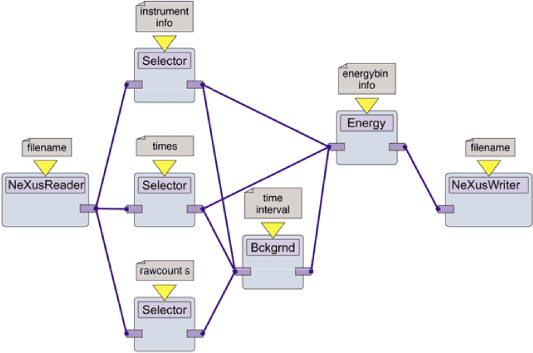 instrument
info
Selector
energybin
info
Energy
filename
NeXusReader
times
Selector
filename
NeXusWriter
time
interval
Bckgrnd
rawcount s
Selector